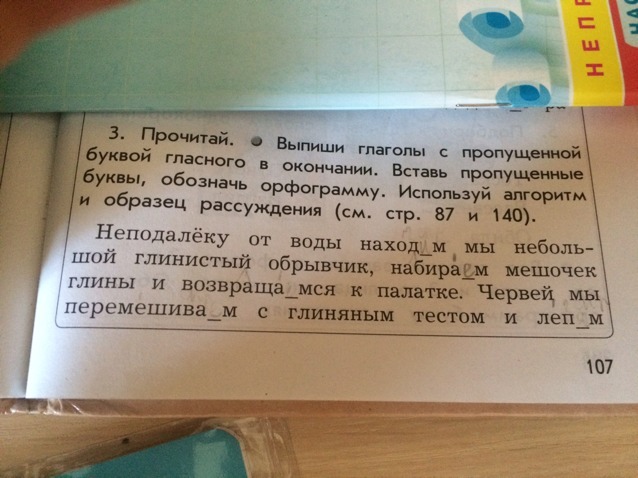 НЕПР
НАС
3. Прочитай. ● Выпиши глаголы с пропущенной
буквой гласного в окончании. Вставь пропущенные
буквы, обозначь орфограмму. Используй алгоритм
и образец рассуждения (см. стр. 87 и 140).
Неподалёку от воды наход_м мы неболь-
шой глинистый обрывчик, набира_м мешочек
глины и возвраща_мся к палатке. Червей мы
перемешива_м с глиняным тестом и леп_м
107